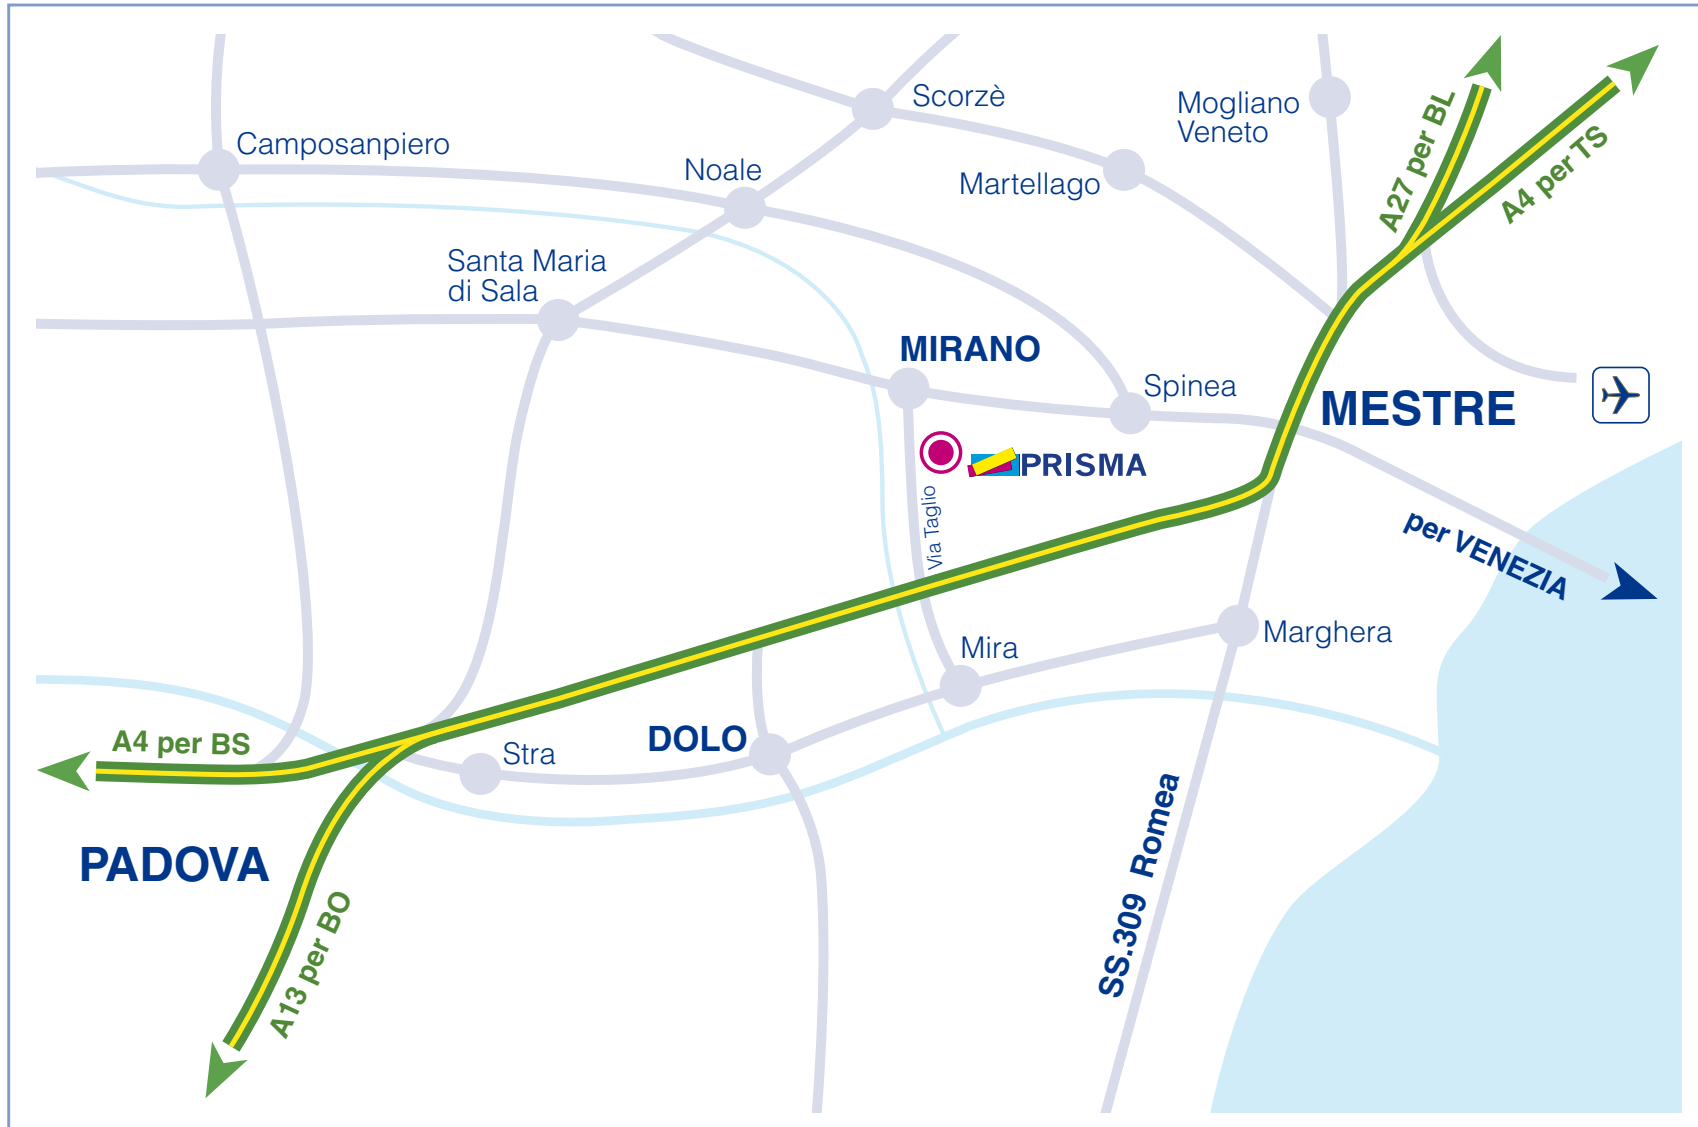 Scorzè
Mogliano
Veneto
Camposanpiero
Noale
Martellago
A27 per BL
A4 per TS
Santa Maria
di Sala
MIRANO
Spinea
MESTRE
PRISMA
Via Taglio
per VENEZIA
Mira
Marghera
A4 per BS
Stra
DOLO
PADOVA
SS.309 Romea
A13 per BO